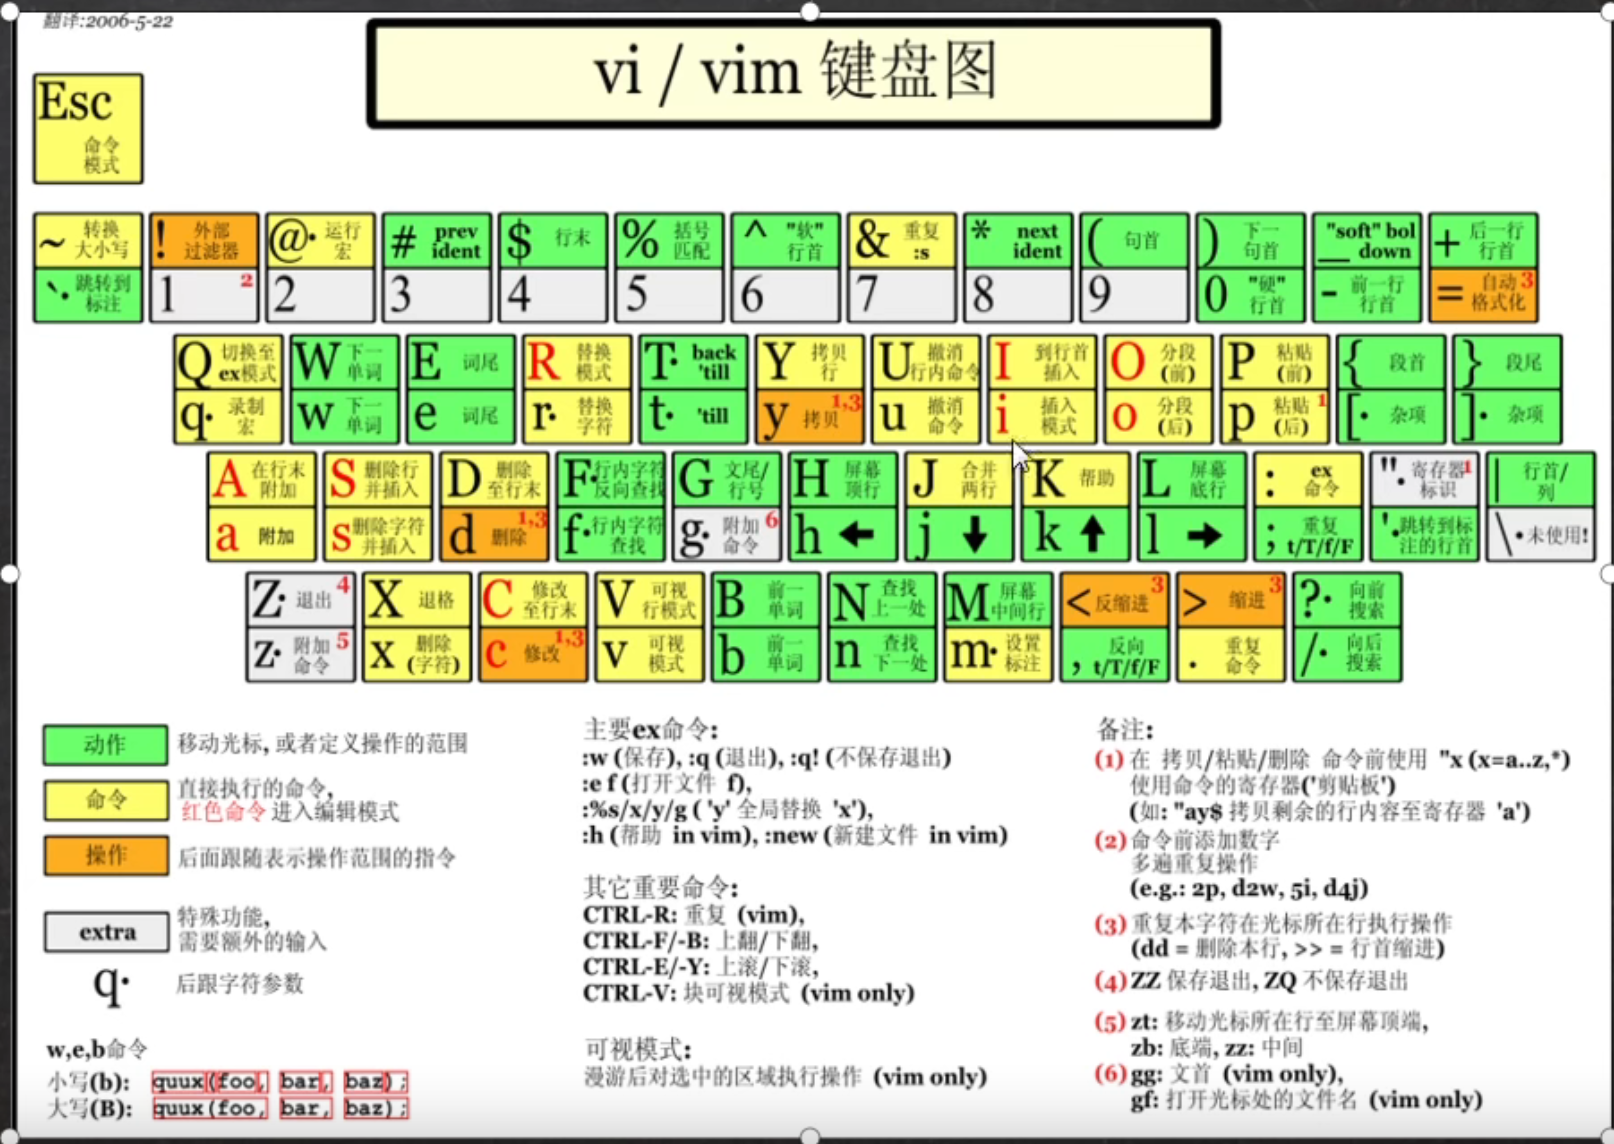 翻译:2006-5-22
vi / vim 键盘图
Esc
命令
模式
~ 转换
大小写
! 外部
过滤器
@· 运行
宏
# prev
ident
$ 行末
% 括号
匹配
^ "软"
行首
& 重复
:s
* next
ident
( 句首
) 下一
句首
_ "soft" bol
down
+ 后一行
行首
`· 跳转到
标注
1 2
2
3
4
5
6
7
8
9
0 "硬"
行首
- 前一行
行首
= 自动 3
格式化
Q 切换至
ex模式
W 下一
单词
E 词尾
R 替换
模式
T· back
'till
Y 拷贝
行
U 撤消
行内命令
I 到行首
插入
O 分段
(前)
P 粘贴
(前)
{ 段首
} 段尾
q· 录制
宏
w 下一
单词
e 词尾
r· 替换
字符
t· 'till
y 拷贝 1,3
u 撤消
命令
i 插入
模式
o 分段
(后)
p 粘贴 1
(后)
[· 杂项
]· 杂项
A 在行末
附加
S 删除行
并插入
D 删除
至行末
F· 行内字符
反向查找
G 文尾/
行号
H 屏幕
顶行
J 合并
两行
K 帮助
L 屏幕
底行
: ex
命令
"· 寄存器 1
标识
| 行首/
列
a 附加
s 删除字符
并插入
d 删除 1,3
f· 行内字符
查找
g· 附加 6
命令
h ←
j ↓
k ↑
l →
; 重复
t/T/f/F
'· 跳转到标
注的行首
\· 未使用!
Z· 退出 4
X 退格
C 修改
至行末
V 可视
行模式
B 前一
单词
N 查找
上一处
M 屏幕
中间行
< 反缩进 3
> 缩进 3
?· 向前
搜索
z· 附加 5
命令
x 删除
(字符)
c 修改 1,3
v 可视
模式
b 前一
单词
n 查找
下一处
m· 设置
标注
, 反向
t/T/f/F
. 重复
命令
/· 向后
搜索
动作 移动光标, 或者定义操作的范围
命令 直接执行的命令,
红色命令 进入编辑模式
操作 后面跟随表示操作范围的指令
extra 特殊功能,
需要额外的输入
q· 后跟字符参数
w,e,b命令
小写(b): quux(foo, bar, baz);
大写(B): quux(foo, bar, baz);
主要ex命令:
:w (保存), :q (退出), :q! (不保存退出)
:e f (打开文件 f),
:%s/x/y/g ( 'y' 全局替换 'x'),
:h (帮助 in vim), :new (新建文件 in vim)
其它重要命令:
CTRL-R: 重复 (vim),
CTRL-F/-B: 上翻/下翻,
CTRL-E/-Y: 上滚/下滚,
CTRL-V: 块可视模式 (vim only)
可视模式:
漫游后对选中的区域执行操作 (vim only)
备注:
(1) 在 拷贝/粘贴/删除 命令前使用 "x (x=a..z,*)
使用命令的寄存器('剪贴板')
(如: "ay$ 拷贝剩余的行内容至寄存器 'a')
(2) 命令前添加数字
多遍重复操作
(e.g.: 2p, d2w, 5i, d4j)
(3) 重复本字符在光标所在行执行操作
(dd = 删除本行, >> = 行首缩进)
(4) ZZ 保存退出, ZQ 不保存退出
(5) zt: 移动光标所在行至屏幕顶端,
zb: 底端, zz: 中间
(6) gg: 文首 (vim only),
gf: 打开光标处的文件名 (vim only)